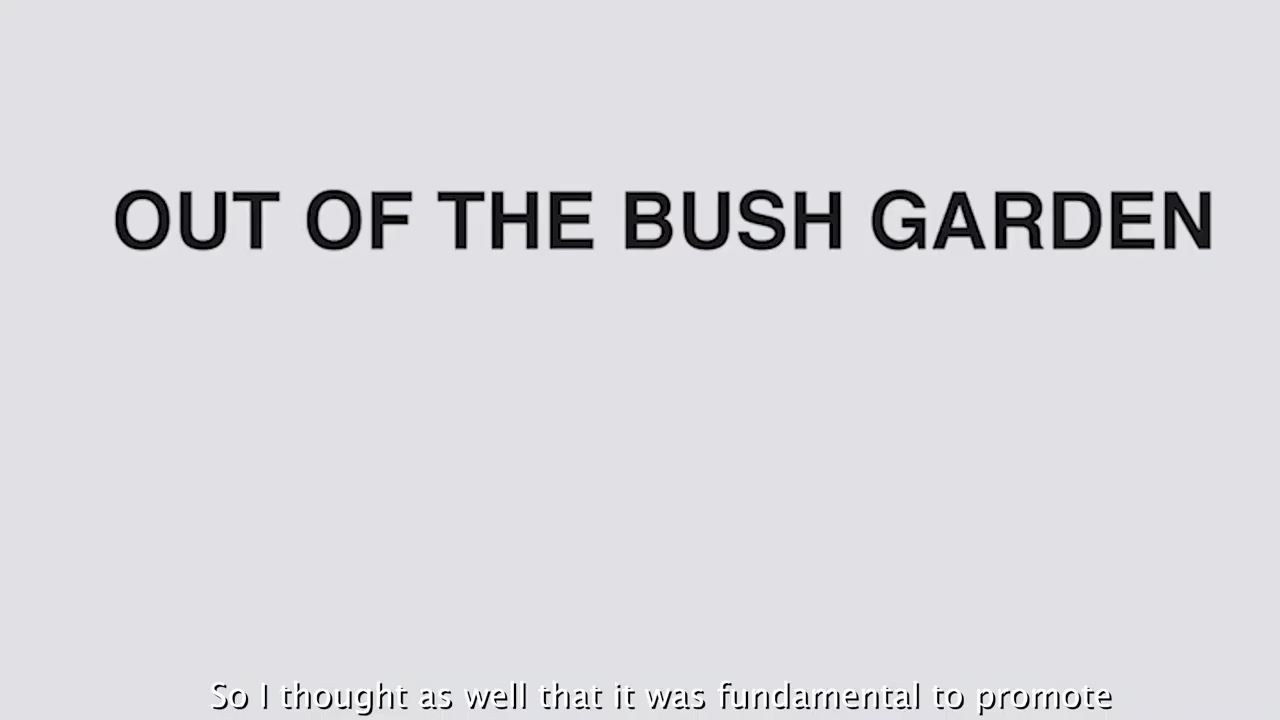 OUT OF THE BUSH GARDEN
So I thought as well that it was fundamental to promote